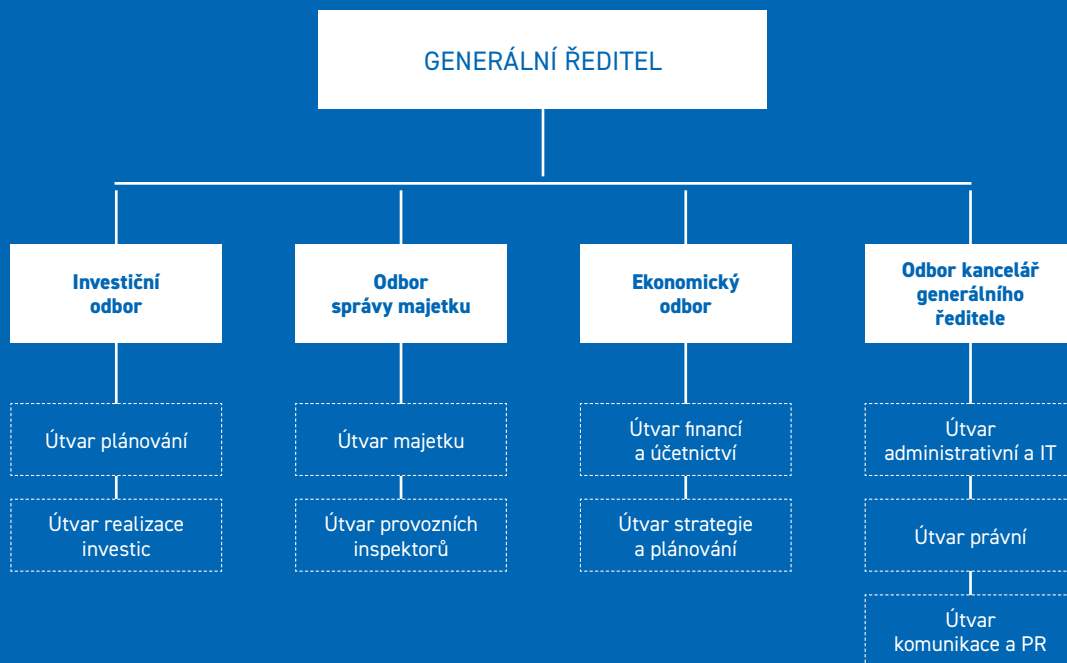 GENERÁLNÍ ŘEDITEL
Investiční
odbor
Odbor
správy majetku
Ekonomický
odbor
Odbor kancelář
generálního
ředitele
Útvar plánování
Útvar majetku
Útvar financí
a účetnictví
Útvar
administrativní a IT
Útvar realizace
investic
Útvar provozních
inspektorů
Útvar strategie
a plánování
Útvar právní
Útvar
komunikace a PR